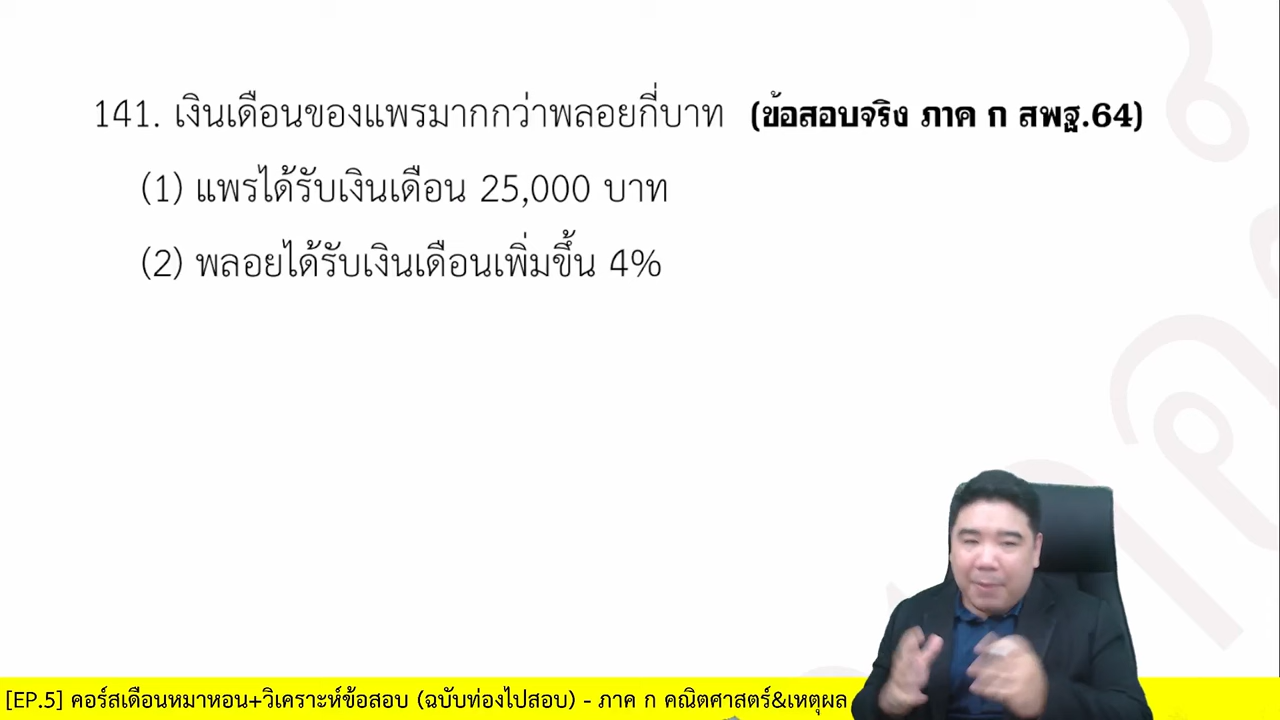 141. เงินเดือนของแพรมากกว่าพลอยกี่บาท (ข้อสอบจริง ภาค ก สพฐ.64)
(1) แพรได้รับเงินเดือน 25,000 บาท
(2) พลอยได้รับเงินเดือนเพิ่มขึ้น 4%
[EP.5] คอร์สเดือนหมาหอน+วิเคราะห์ข้อสอบ (ฉบับท่องไปสอบ) - ภาค ก คณิตศาสตร์&เหตุผล